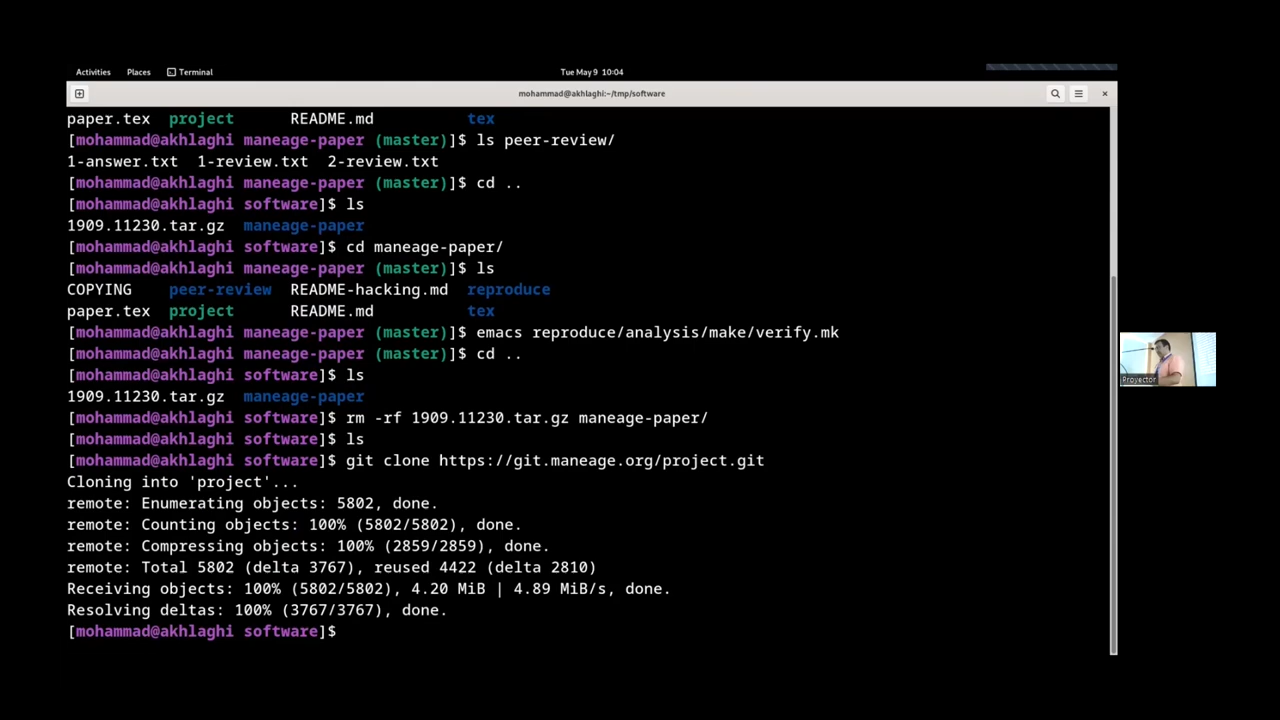 Activities Places Terminal Tue May 9 10:04
mohammad@akhlaghi:~/tmp/software
paper.tex project README.md tex
[mohammad@akhlaghi maneage-paper (master)]$ ls peer-review/
1-answer.txt 1-review.txt 2-review.txt
[mohammad@akhlaghi maneage-paper (master)]$ cd ..
[mohammad@akhlaghi software]$ ls
1909.11230.tar.gz maneage-paper
[mohammad@akhlaghi software]$ cd maneage-paper/
[mohammad@akhlaghi maneage-paper (master)]$ ls
COPYING peer-review README-hacking.md reproduce
paper.tex project README.md tex
[mohammad@akhlaghi maneage-paper (master)]$ emacs reproduce/analysis/make/verify.mk
[mohammad@akhlaghi maneage-paper (master)]$ cd ..
[mohammad@akhlaghi software]$ ls
1909.11230.tar.gz maneage-paper
[mohammad@akhlaghi software]$ rm -rf 1909.11230.tar.gz maneage-paper/
[mohammad@akhlaghi software]$ ls
[mohammad@akhlaghi software]$ git clone https://git.maneage.org/project.git
Cloning into 'project'...
remote: Enumerating objects: 5802, done.
remote: Counting objects: 100% (5802/5802), done.
remote: Compressing objects: 100% (2859/2859), done.
remote: Total 5802 (delta 3767), reused 4422 (delta 2810)
Receiving objects: 100% (5802/5802), 4.20 MiB | 4.89 MiB/s, done.
Resolving deltas: 100% (3767/3767), done.
[mohammad@akhlaghi software]$
Proyector